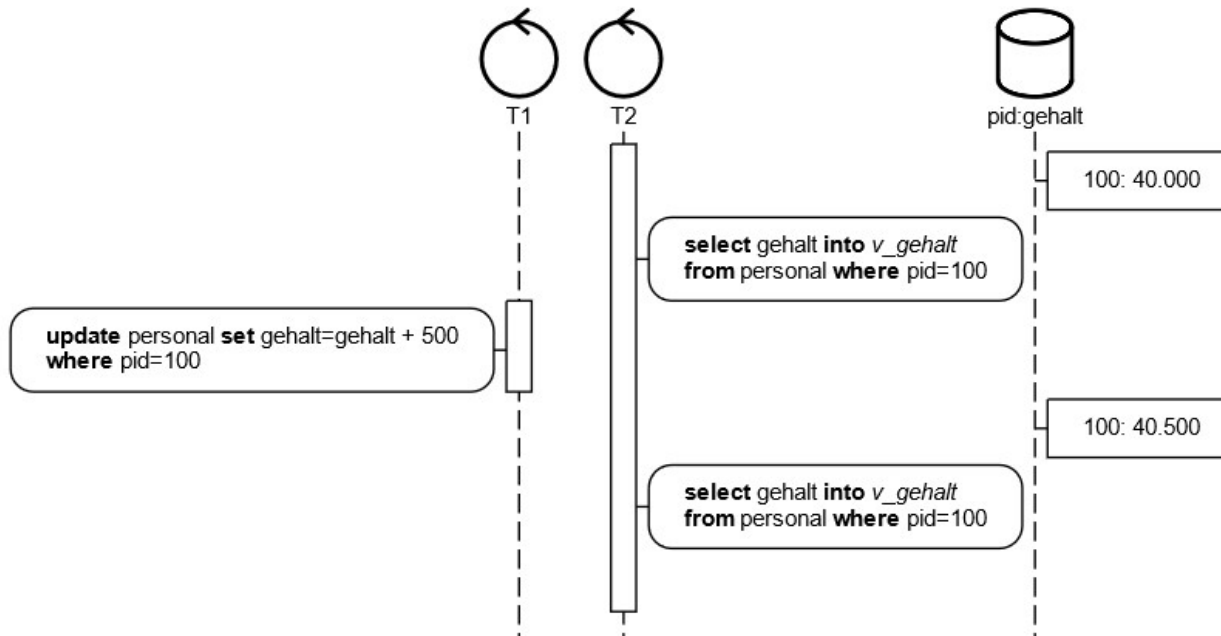 T1
T2
pid:gehalt
100: 40.000
select gehalt into v_gehalt
from personal where pid=100
update personal set gehalt=gehalt + 500
where pid=100
100: 40.500
select gehalt into v_gehalt
from personal where pid=100